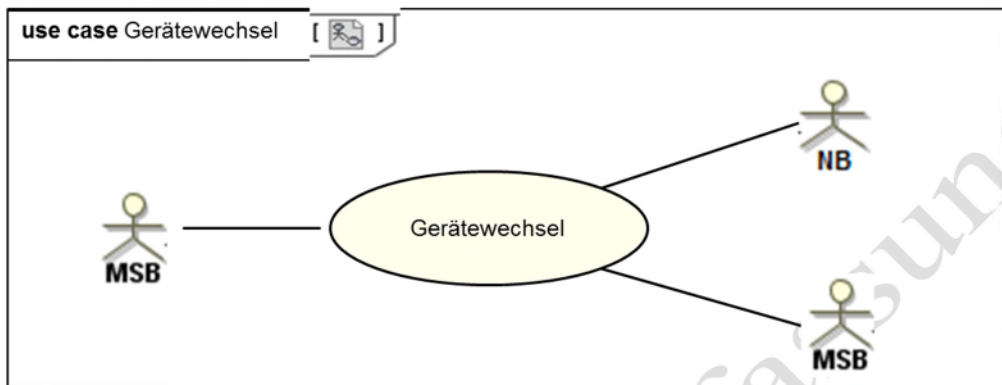 use case Gerätewechsel [ ]
NB
Gerätewechsel
MSB
MSB